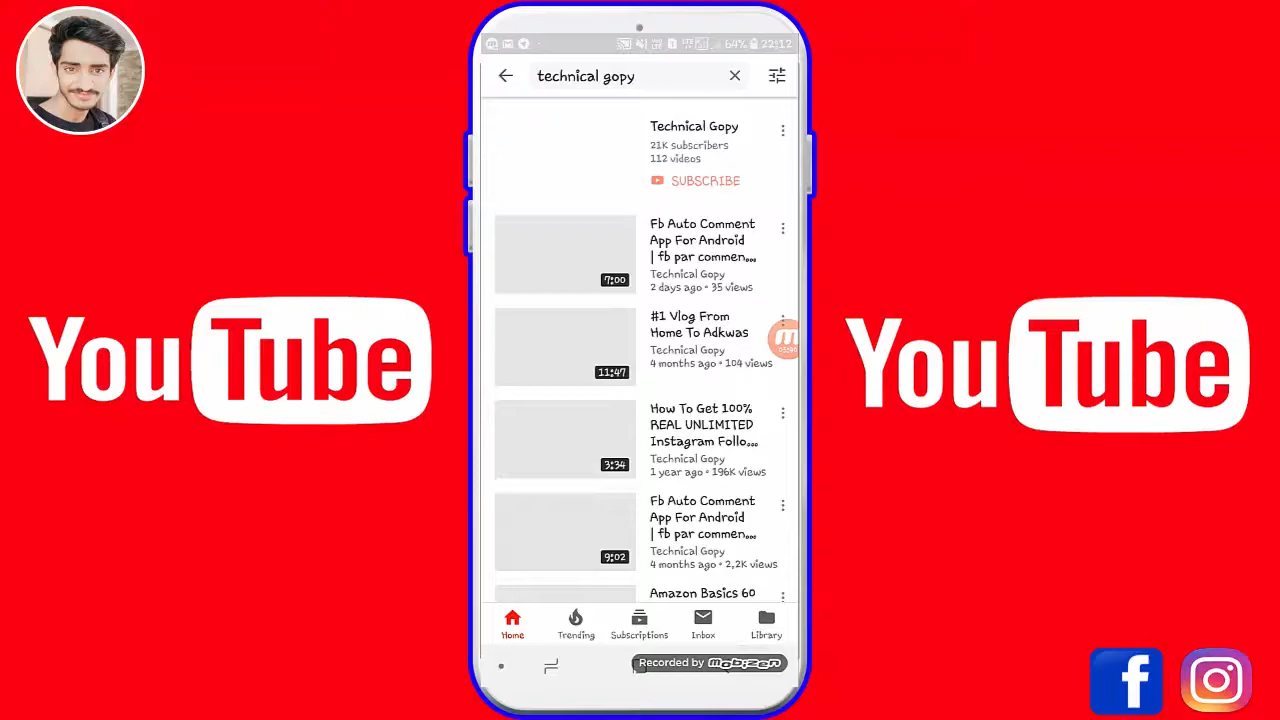 64% 22:12
technical gopy
Technical Gopy
21K subscribers
112 videos
SUBSCRIBE
Fb Auto Comment
App For Android
| fb par commen...
Technical Gopy
2 days ago • 35 views
7:00
#1 Vlog From
Home To Adkwas
Technical Gopy
4 months ago • 104 views
11:47
How To Get 100%
REAL UNLIMITED
Instagram Follo...
Technical Gopy
1 year ago • 196K views
3:34
Fb Auto Comment
App For Android
| fb par commen...
Technical Gopy
4 months ago • 2,2K views
9:02
Amazon Basics 60
Home Trending Subscriptions Inbox Library
Recorded by mobizen
YouTube
YouTube